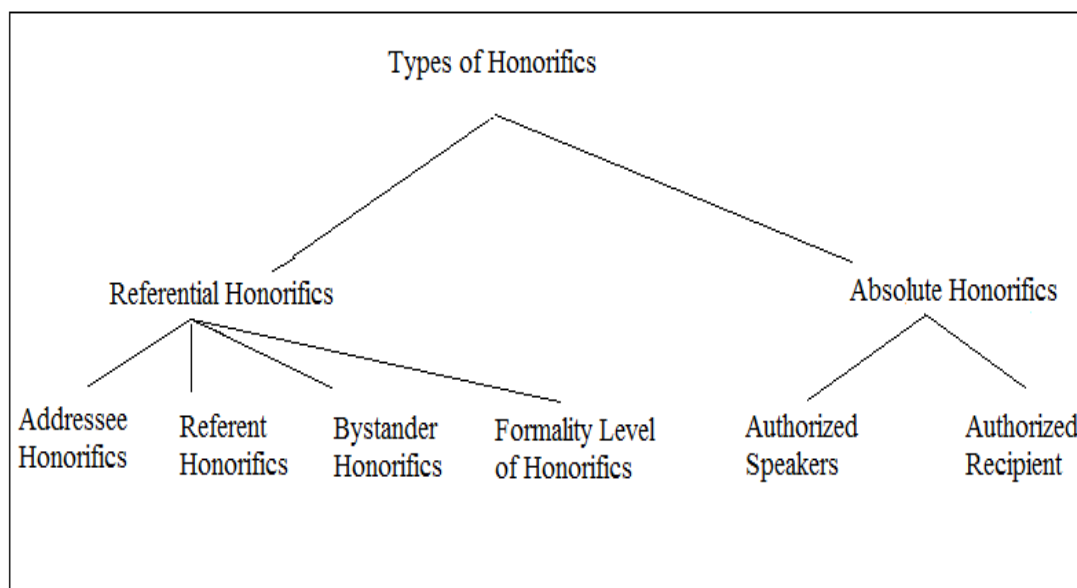 Types of Honorifics
Referential Honorifics
Absolute Honorifics
Addressee
Honorifics
Referent
Honorifics
Bystander
Honorifics
Formality Level
of Honorifics
Authorized
Speakers
Authorized
Recipient